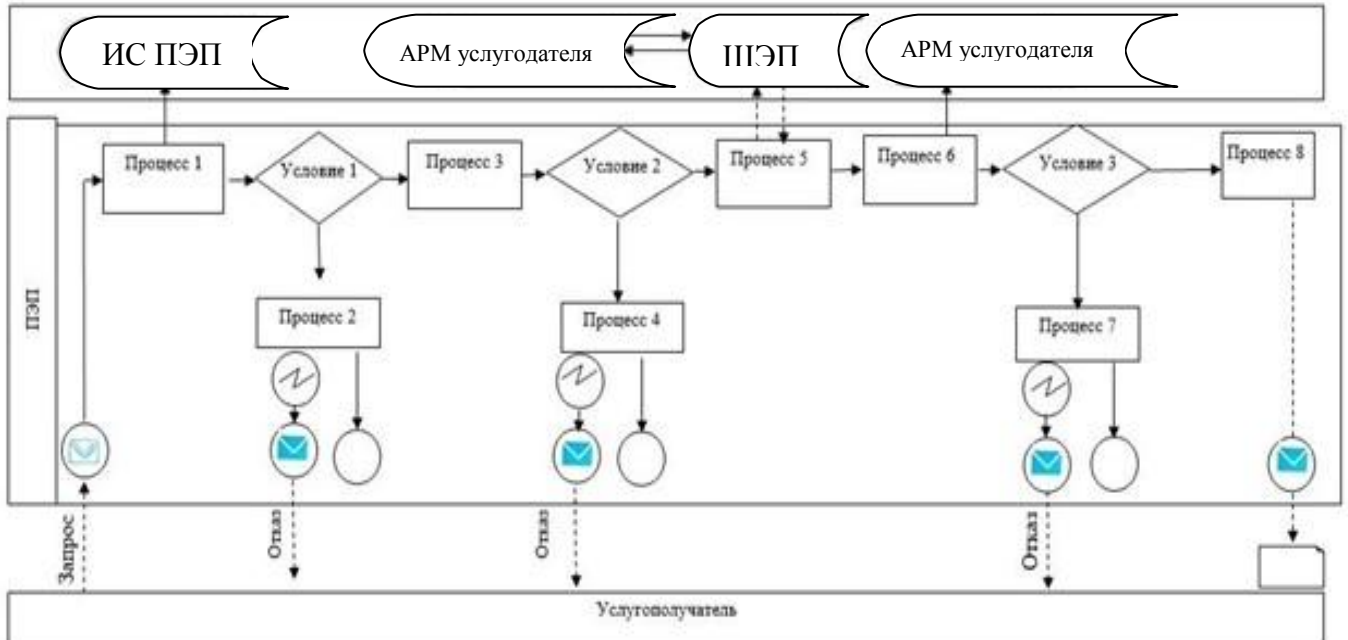 ИС ПЭП
АРМ услугодателя
ШЭП
АРМ услугодателя
Процесс 1
Условие 1
Процесс 3
Условие 2
Процесс 5
Процесс 6
Условие 3
Процесс 8
ПЭП
Процесс 2
Процесс 4
Процесс 7
Запрос
Отказ
Отказ
Отказ
Услугополучатель